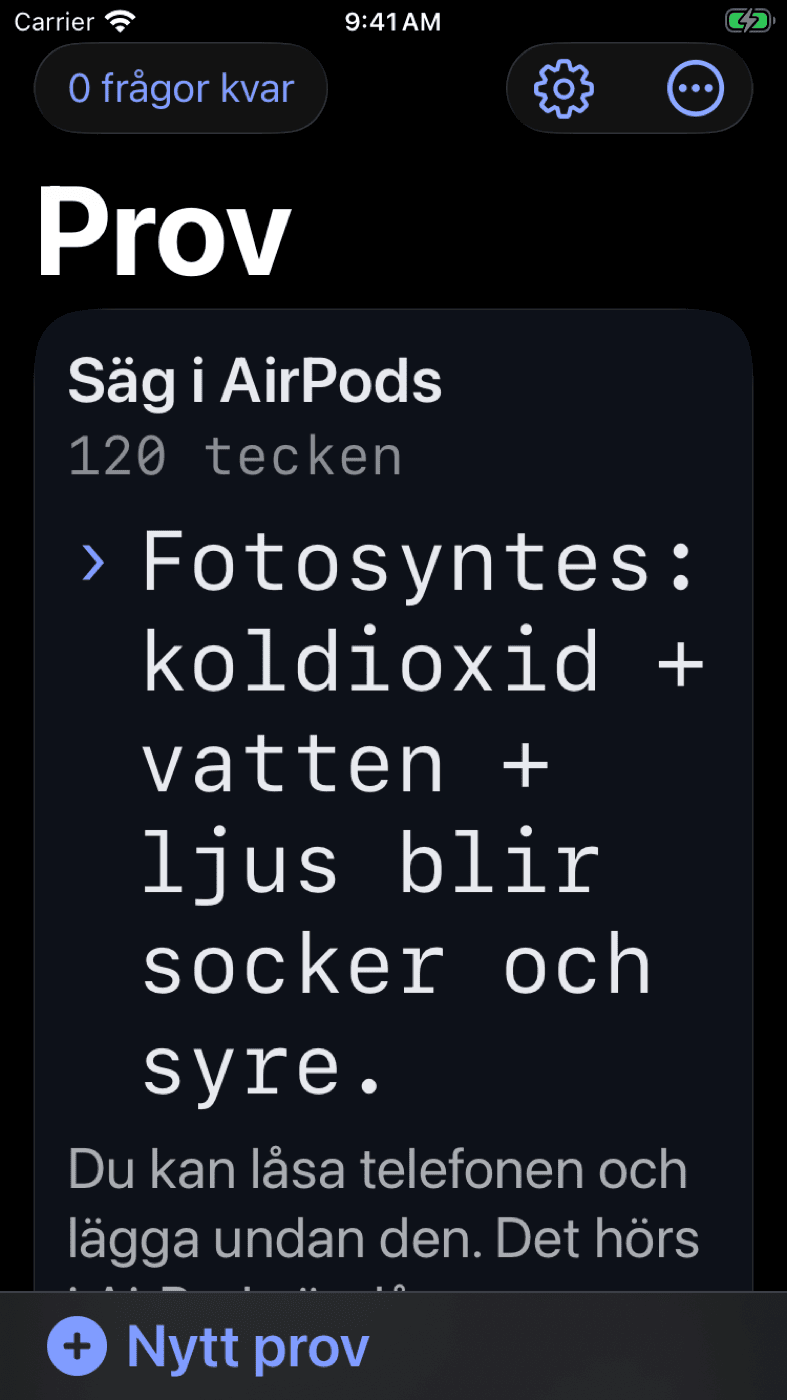 Carrier
9:41 AM
0 frågor kvar
Prov
Säg i AirPods
120 tecken
› Fotosyntes:
koldioxid +
vatten +
ljus blir
socker och
syre.
Du kan låsa telefonen och
lägga undan den. Det hörs
Nytt prov